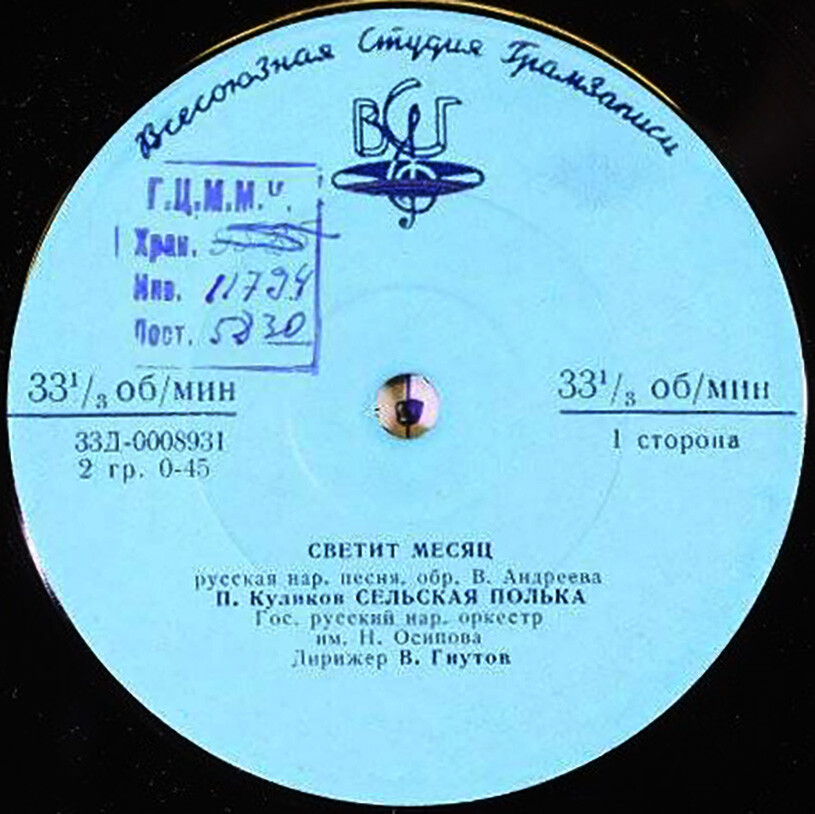 Всесоюзная Студия Грамзаписи
ВСГ
Г.Ц.М.М.К.
Хран.
Инв. 11794
Пост. 5830
33¹/₃ об/мин
33Д-0008931
2 гр. 0-45
33¹/₃ об/мин
1 сторона
СВЕТИТ МЕСЯЦ
русская нар. песня, обр. В. Андреева
П. Куликов СЕЛЬСКАЯ ПОЛЬКА
Гос. русский нар. оркестр
им. Н. Осипова
Дирижер В. Гнутов